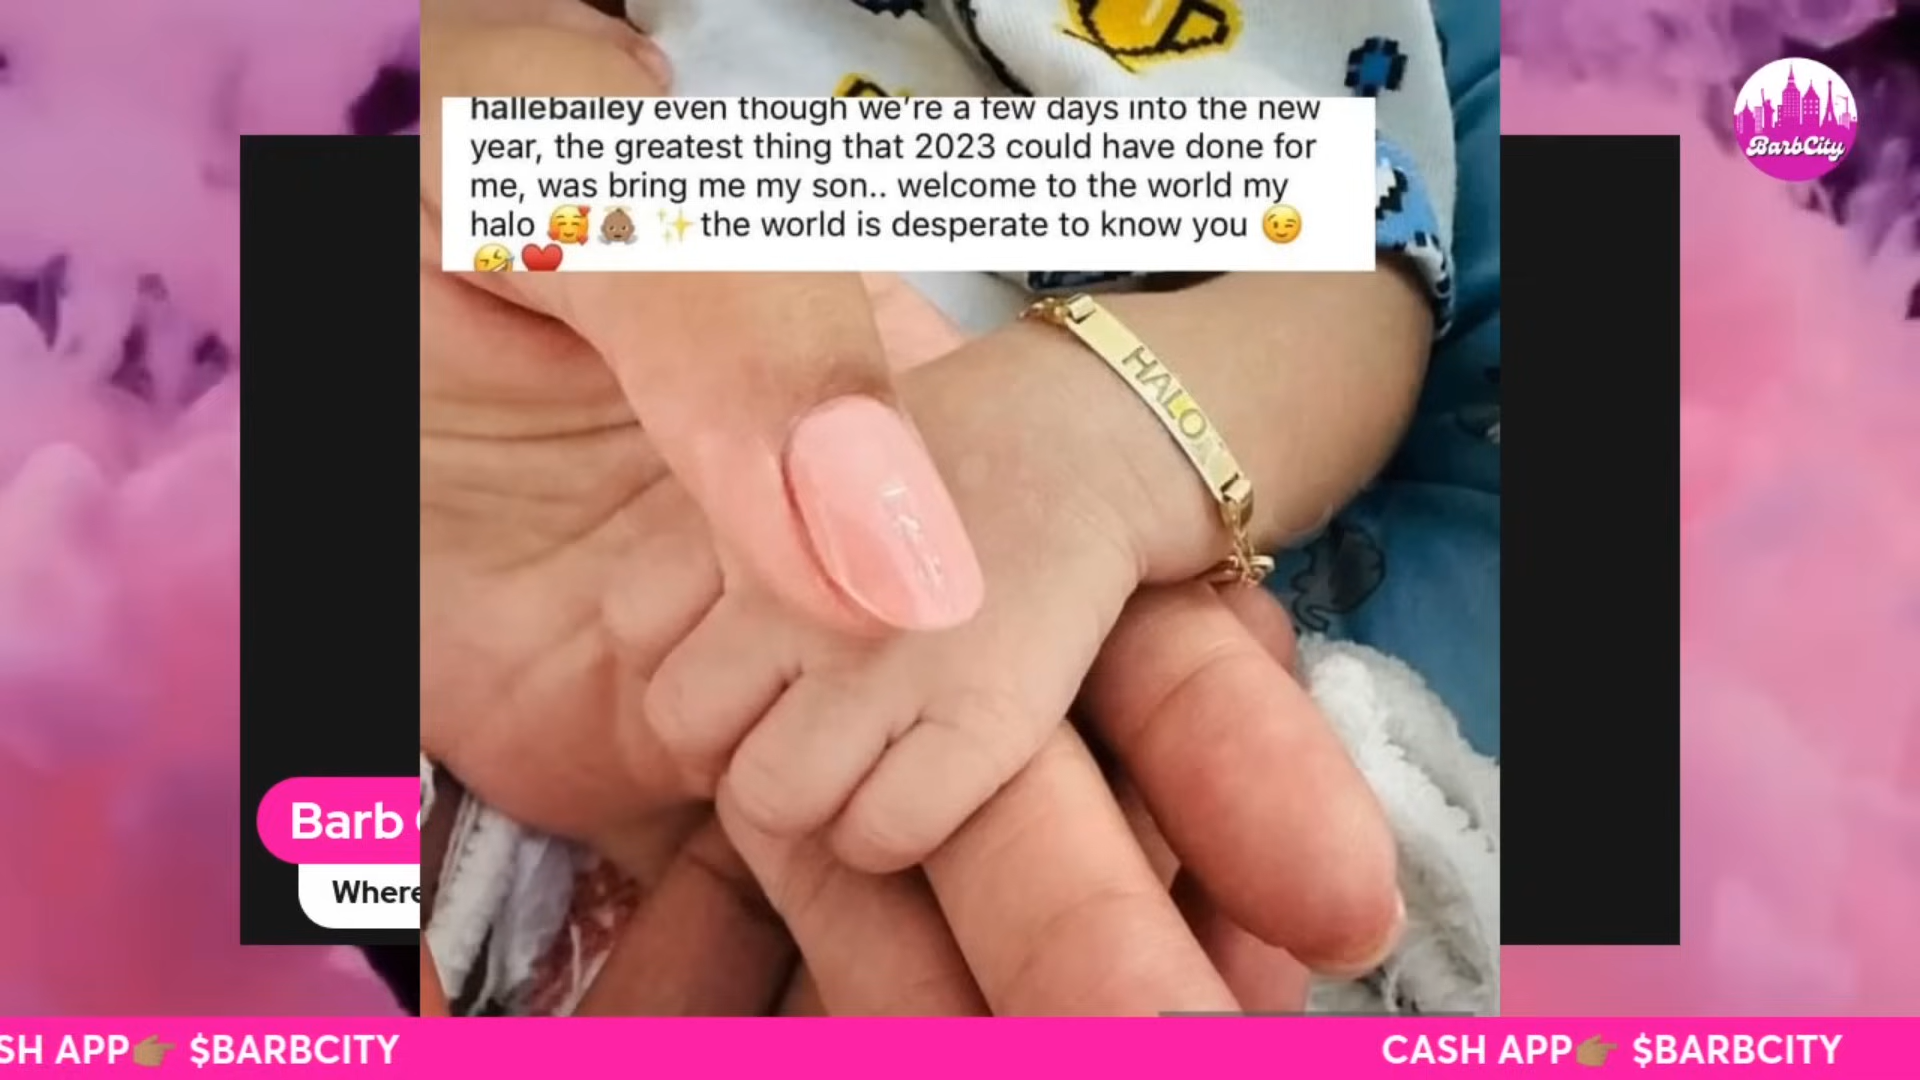 hallebailey even though we're a few days into the new
year, the greatest thing that 2023 could have done for
me, was bring me my son.. welcome to the world my
halo 🥰👼🏽 ✨the world is desperate to know you 😉
🤣❤️
BarbCity
HALO
Barb
Where
SH APP👉🏽 $BARBCITY
CASH APP👉🏽 $BARBCITY